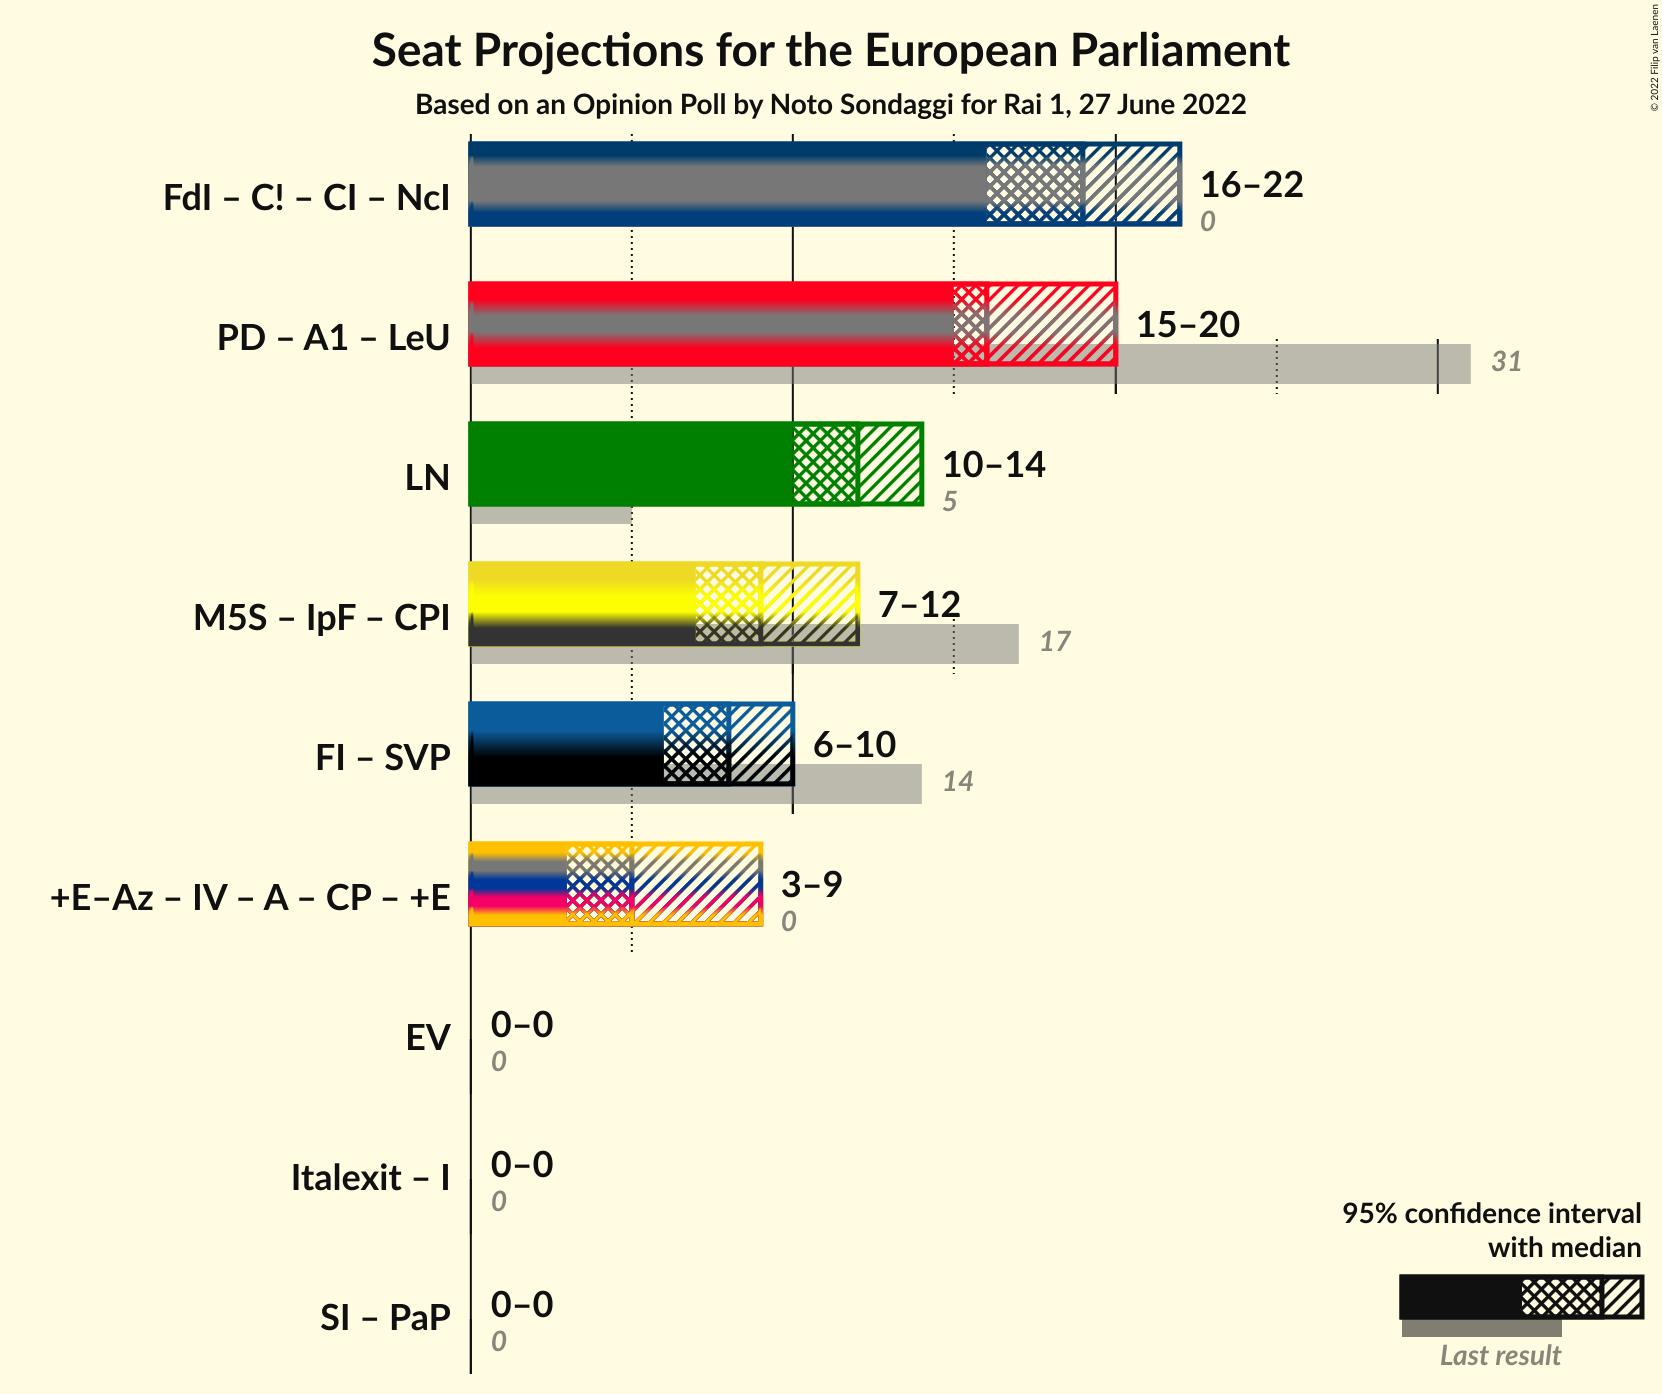 Seat Projections for the European Parliament
Based on an Opinion Poll by Noto Sondaggi for Rai 1, 27 June 2022
© 2022 Filip van Laenen
FdI – C! – CI – NcI
16–22
0
PD – A1 – LeU
15–20
31
LN
10–14
5
M5S – IpF – CPI
7–12
17
FI – SVP
6–10
14
+E–Az – IV – A – CP – +E
3–9
0
EV
0–0
0
Italexit – I
0–0
0
SI – PaP
0–0
0
95% confidence interval
with median
Last result